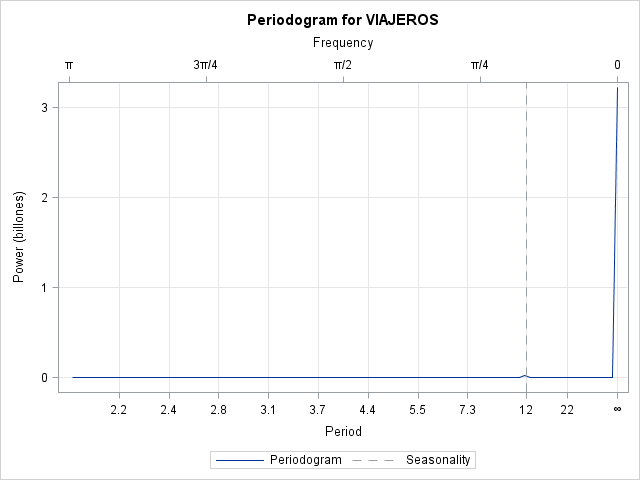 Periodogram for VIAJEROS
Frequency
π 3π/4 π/2 π/4 0
3
2
1
0
Power (billones)
2.2 2.4 2.8 3.1 3.7 4.4 5.5 7.3 12 22 ∞
Period
Periodogram Seasonality